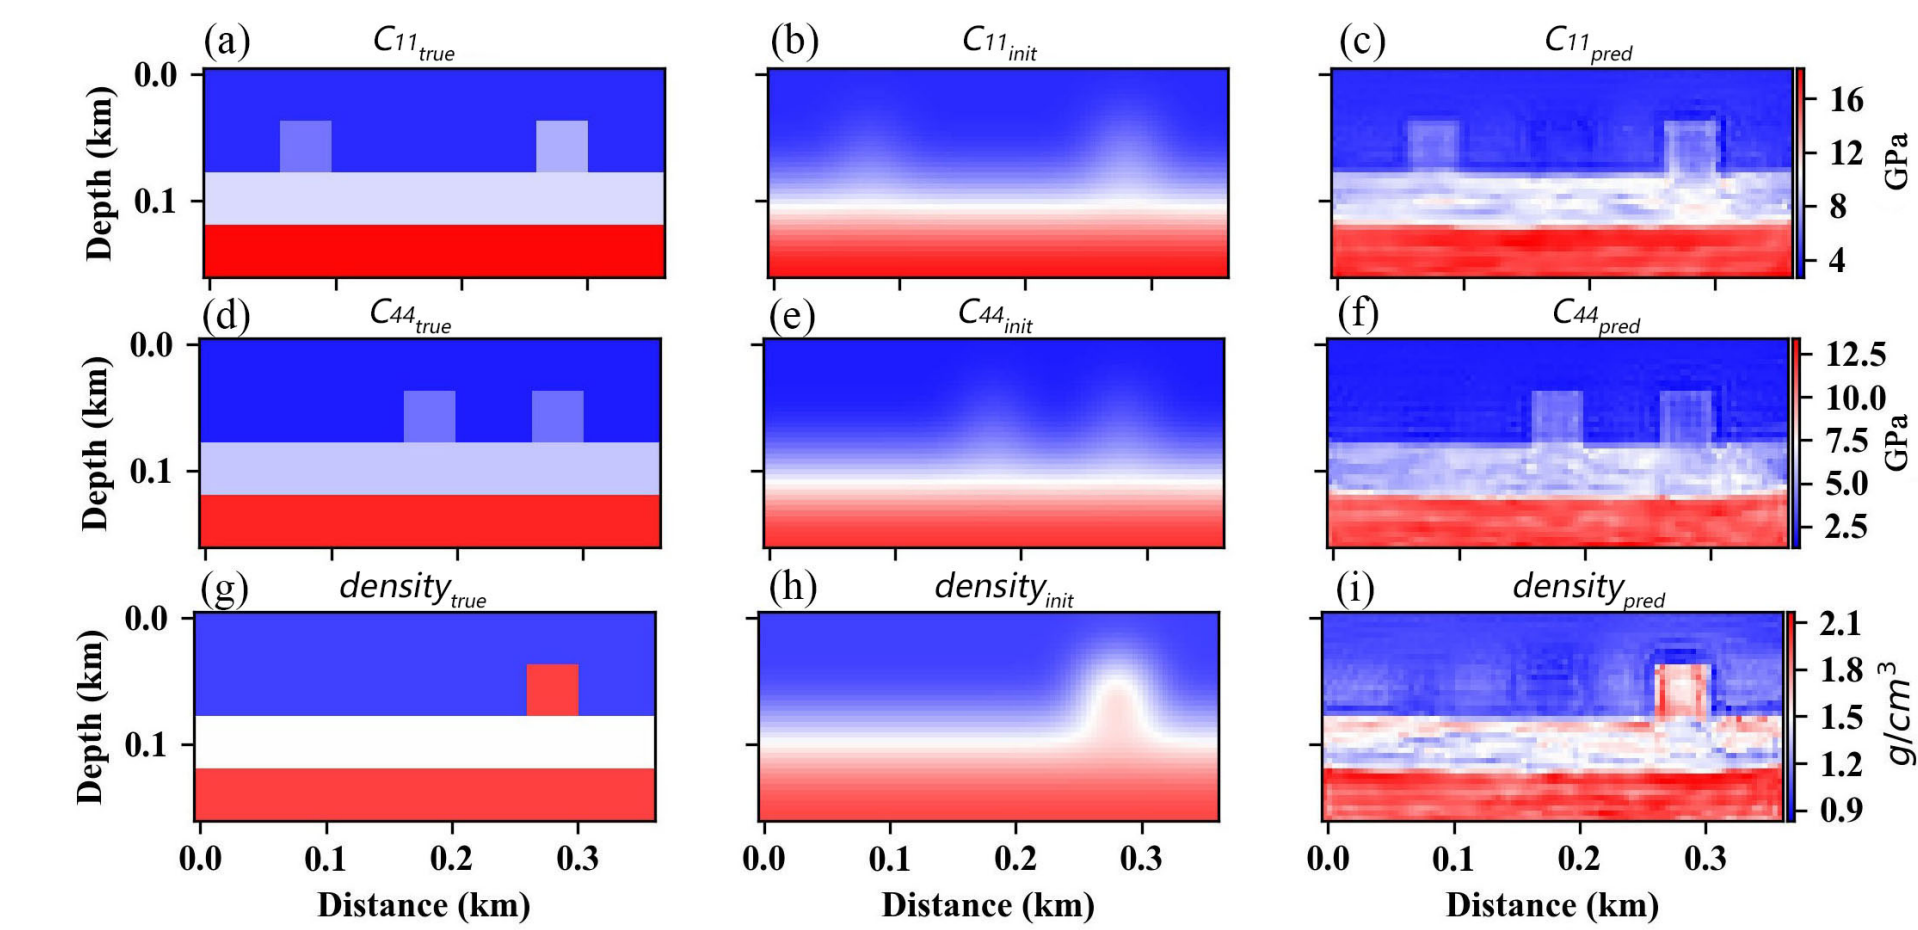 (a) C11true (b) C11init (c) C11pred
0.0
16
12
8
4
GPa
0.1
Depth (km)
(d) C44true (e) C44init (f) C44pred
0.0
12.5
10.0
7.5
5.0
2.5
GPa
0.1
Depth (km)
(g) densitytrue (h) densityinit (i) densitypred
0.0
2.1
1.8
1.5
1.2
0.9
g/cm3
0.1
Depth (km)
0.0 0.1 0.2 0.3 0.0 0.1 0.2 0.3 0.0 0.1 0.2 0.3
Distance (km) Distance (km) Distance (km)